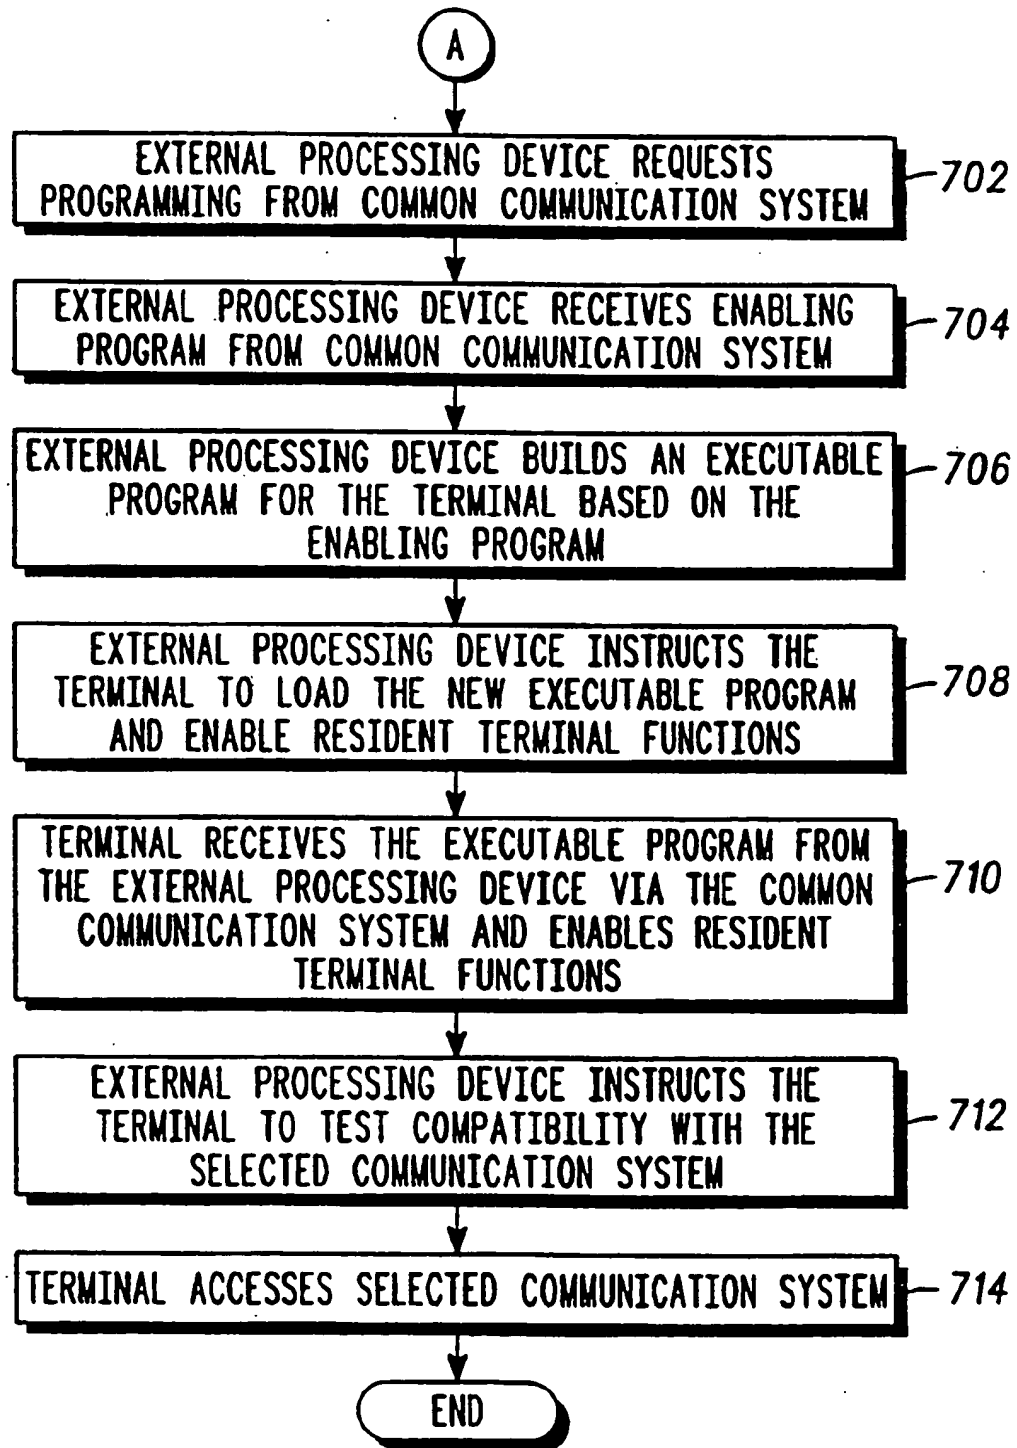 A
EXTERNAL PROCESSING DEVICE REQUESTS
PROGRAMMING FROM COMMON COMMUNICATION SYSTEM
702
EXTERNAL PROCESSING DEVICE RECEIVES ENABLING
PROGRAM FROM COMMON COMMUNICATION SYSTEM
704
EXTERNAL PROCESSING DEVICE BUILDS AN EXECUTABLE
PROGRAM FOR THE TERMINAL BASED ON THE
ENABLING PROGRAM
706
EXTERNAL PROCESSING DEVICE INSTRUCTS THE
TERMINAL TO LOAD THE NEW EXECUTABLE PROGRAM
AND ENABLE RESIDENT TERMINAL FUNCTIONS
708
TERMINAL RECEIVES THE EXECUTABLE PROGRAM FROM
THE EXTERNAL PROCESSING DEVICE VIA THE COMMON
COMMUNICATION SYSTEM AND ENABLES RESIDENT
TERMINAL FUNCTIONS
710
EXTERNAL PROCESSING DEVICE INSTRUCTS THE
TERMINAL TO TEST COMPATIBILITY WITH THE
SELECTED COMMUNICATION SYSTEM
712
TERMINAL ACCESSES SELECTED COMMUNICATION SYSTEM
714
END